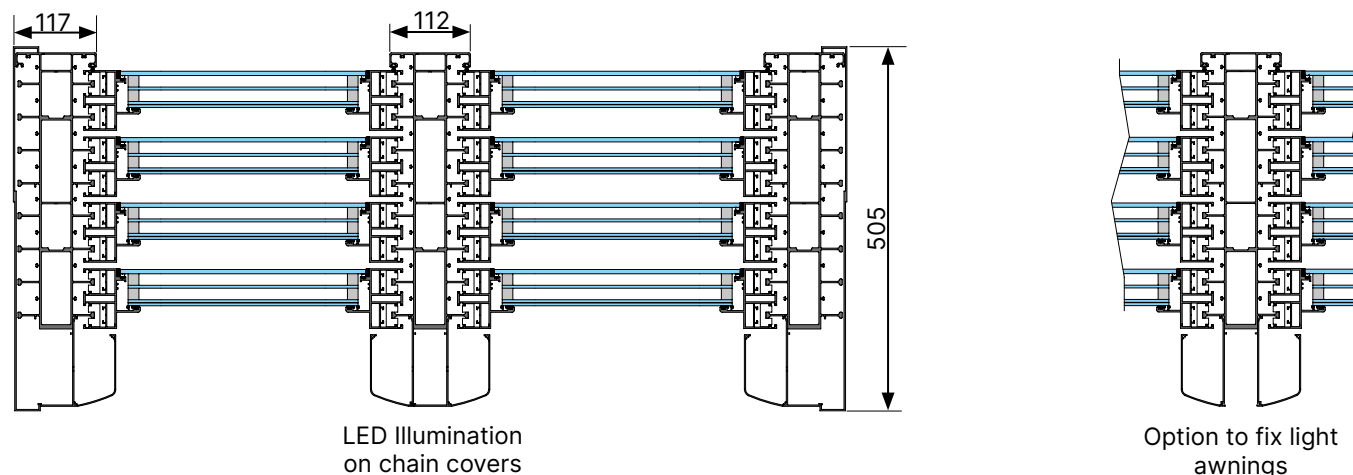 117
112
505
LED Illumination
on chain covers
Option to fix light
awnings